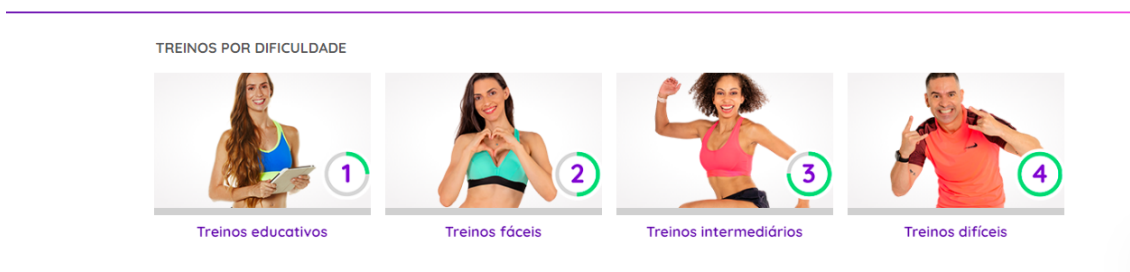 TREINOS POR DIFICULDADE
1
2
3
4
Treinos educativos
Treinos fáceis
Treinos intermediários
Treinos difíceis